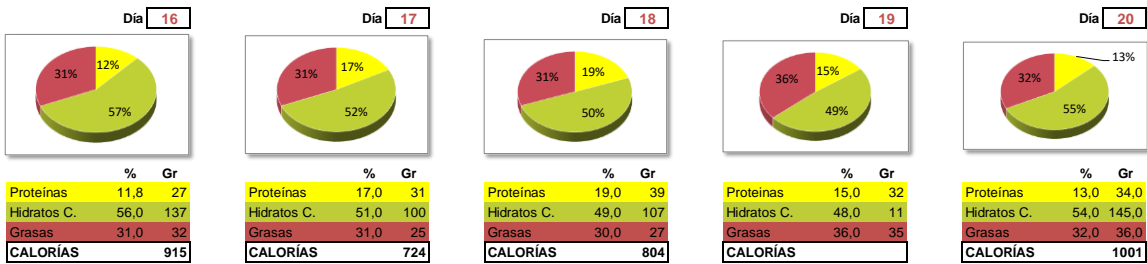 Día 16
31% 12%
57%
% Gr
Proteínas 11,8 27
Hidratos C. 56,0 137
Grasas 31,0 32
CALORÍAS 915
Día 17
31% 17%
52%
% Gr
Proteínas 17,0 31
Hidratos C. 51,0 100
Grasas 31,0 25
CALORÍAS 724
Día 18
31% 19%
50%
% Gr
Proteínas 19,0 39
Hidratos C. 49,0 107
Grasas 30,0 27
CALORÍAS 804
Día 19
36% 15%
49%
% Gr
Proteínas 15,0 32
Hidratos C. 48,0 11
Grasas 36,0 35
CALORÍAS
Día 20
32% 13%
55%
% Gr
Proteínas 13,0 34,0
Hidratos C. 54,0 145,0
Grasas 32,0 36,0
CALORÍAS 1001